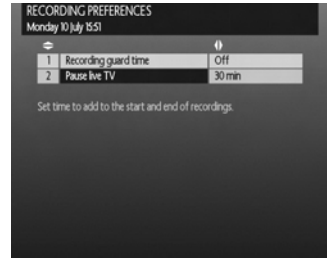 RECORDING PREFERENCES
Monday 10 July 15:51
1 Recording guard time Off
2 Pause live TV 30 min
Set time to add to the start and end of recordings.